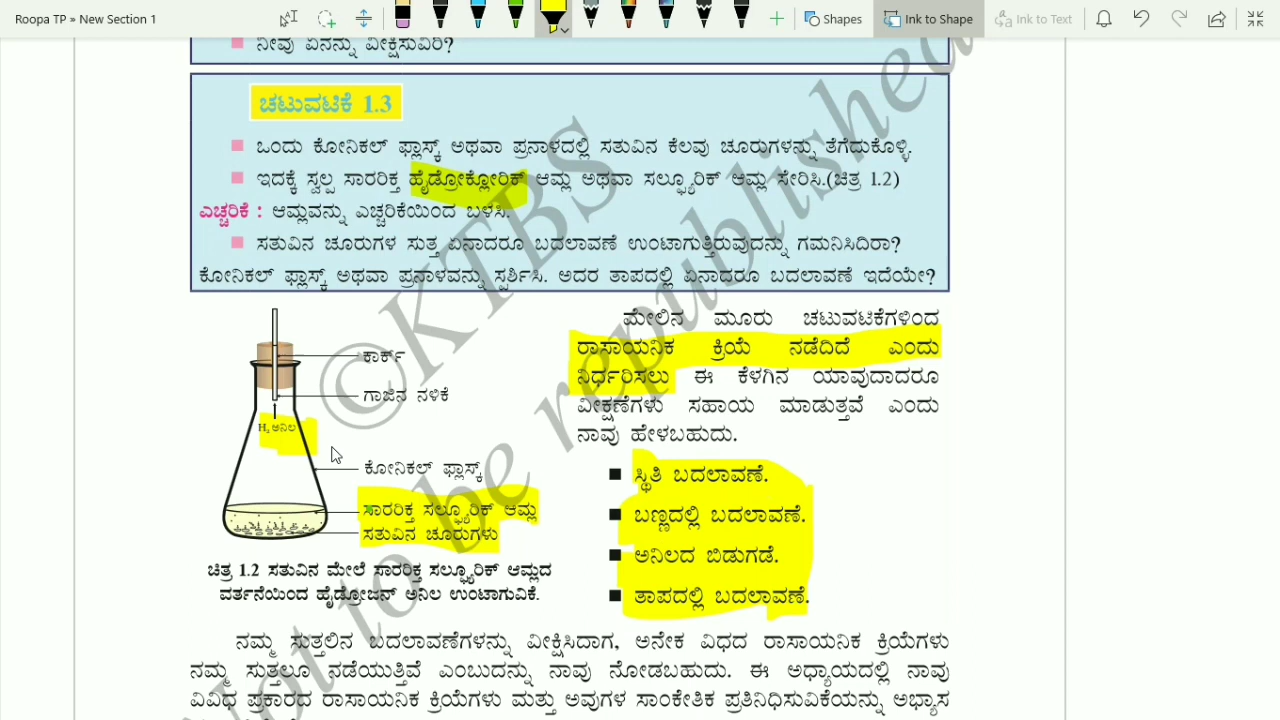 Roopa TP » New Section 1
Shapes
Ink to Shape
Ink to Text
ನೀವು ಏನನ್ನು ವೀಕ್ಷಿಸುವಿರಿ?
ಚಟುವಟಿಕೆ 1.3
ಒಂದು ಕೋನಿಕಲ್ ಫ್ಲಾಸ್ಕ್ ಅಥವಾ ಪ್ರನಾಳದಲ್ಲಿ ಸತುವಿನ ಕೆಲವು ಚೂರುಗಳನ್ನು ತೆಗೆದುಕೊಳ್ಳಿ.
ಇದಕ್ಕೆ ಸ್ವಲ್ಪ ಸಾರರಿಕ್ತ ಹೈಡ್ರೋಕ್ಲೋರಿಕ್ ಆಮ್ಲ ಅಥವಾ ಸಲ್ಫ್ಯೂರಿಕ್ ಆಮ್ಲ ಸೇರಿಸಿ.(ಚಿತ್ರ 1.2)
ಎಚ್ಚರಿಕೆ : ಆಮ್ಲವನ್ನು ಎಚ್ಚರಿಕೆಯಿಂದ ಬಳಸಿ.
ಸತುವಿನ ಚೂರುಗಳ ಸುತ್ತ ಏನಾದರೂ ಬದಲಾವಣೆ ಉಂಟಾಗುತ್ತಿರುವುದನ್ನು ಗಮನಿಸಿದಿರಾ?
ಕೋನಿಕಲ್ ಫ್ಲಾಸ್ಕ್ ಅಥವಾ ಪ್ರನಾಳವನ್ನು ಸ್ಪರ್ಶಿಸಿ. ಅದರ ತಾಪದಲ್ಲಿ ಏನಾದರೂ ಬದಲಾವಣೆ ಇದೆಯೇ?
ಕಾರ್ಕ್
ಗಾಜಿನ ನಳಿಕೆ
H₂ ಅನಿಲ
ಕೋನಿಕಲ್ ಫ್ಲಾಸ್ಕ್
ಸಾರರಿಕ್ತ ಸಲ್ಫ್ಯೂರಿಕ್ ಆಮ್ಲ
ಸತುವಿನ ಚೂರುಗಳು
ಚಿತ್ರ 1.2 ಸತುವಿನ ಮೇಲೆ ಸಾರರಿಕ್ತ ಸಲ್ಫ್ಯೂರಿಕ್ ಆಮ್ಲದ
ವರ್ತನೆಯಿಂದ ಹೈಡ್ರೋಜನ್ ಅನಿಲ ಉಂಟಾಗುವಿಕೆ.
ಮೇಲಿನ ಮೂರು ಚಟುವಟಿಕೆಗಳಿಂದ
ರಾಸಾಯನಿಕ ಕ್ರಿಯೆ ನಡೆದಿದೆ ಎಂದು
ನಿರ್ಧರಿಸಲು ಈ ಕೆಳಗಿನ ಯಾವುದಾದರೂ
ವೀಕ್ಷಣೆಗಳು ಸಹಾಯ ಮಾಡುತ್ತವೆ ಎಂದು
ನಾವು ಹೇಳಬಹುದು.
ಸ್ಥಿತಿ ಬದಲಾವಣೆ.
ಬಣ್ಣದಲ್ಲಿ ಬದಲಾವಣೆ.
ಅನಿಲದ ಬಿಡುಗಡೆ.
ತಾಪದಲ್ಲಿ ಬದಲಾವಣೆ.
ನಮ್ಮ ಸುತ್ತಲಿನ ಬದಲಾವಣೆಗಳನ್ನು ವೀಕ್ಷಿಸಿದಾಗ, ಅನೇಕ ವಿಧದ ರಾಸಾಯನಿಕ ಕ್ರಿಯೆಗಳು
ನಮ್ಮ ಸುತ್ತಲೂ ನಡೆಯುತ್ತಿವೆ ಎಂಬುದನ್ನು ನಾವು ನೋಡಬಹುದು. ಈ ಅಧ್ಯಾಯದಲ್ಲಿ ನಾವು
ವಿವಿಧ ಪ್ರಕಾರದ ರಾಸಾಯನಿಕ ಕ್ರಿಯೆಗಳು ಮತ್ತು ಅವುಗಳ ಸಾಂಕೇತಿಕ ಪ್ರತಿನಿಧಿಸುವಿಕೆಯನ್ನು ಅಭ್ಯಾಸ
©KTBS
Not to be republished